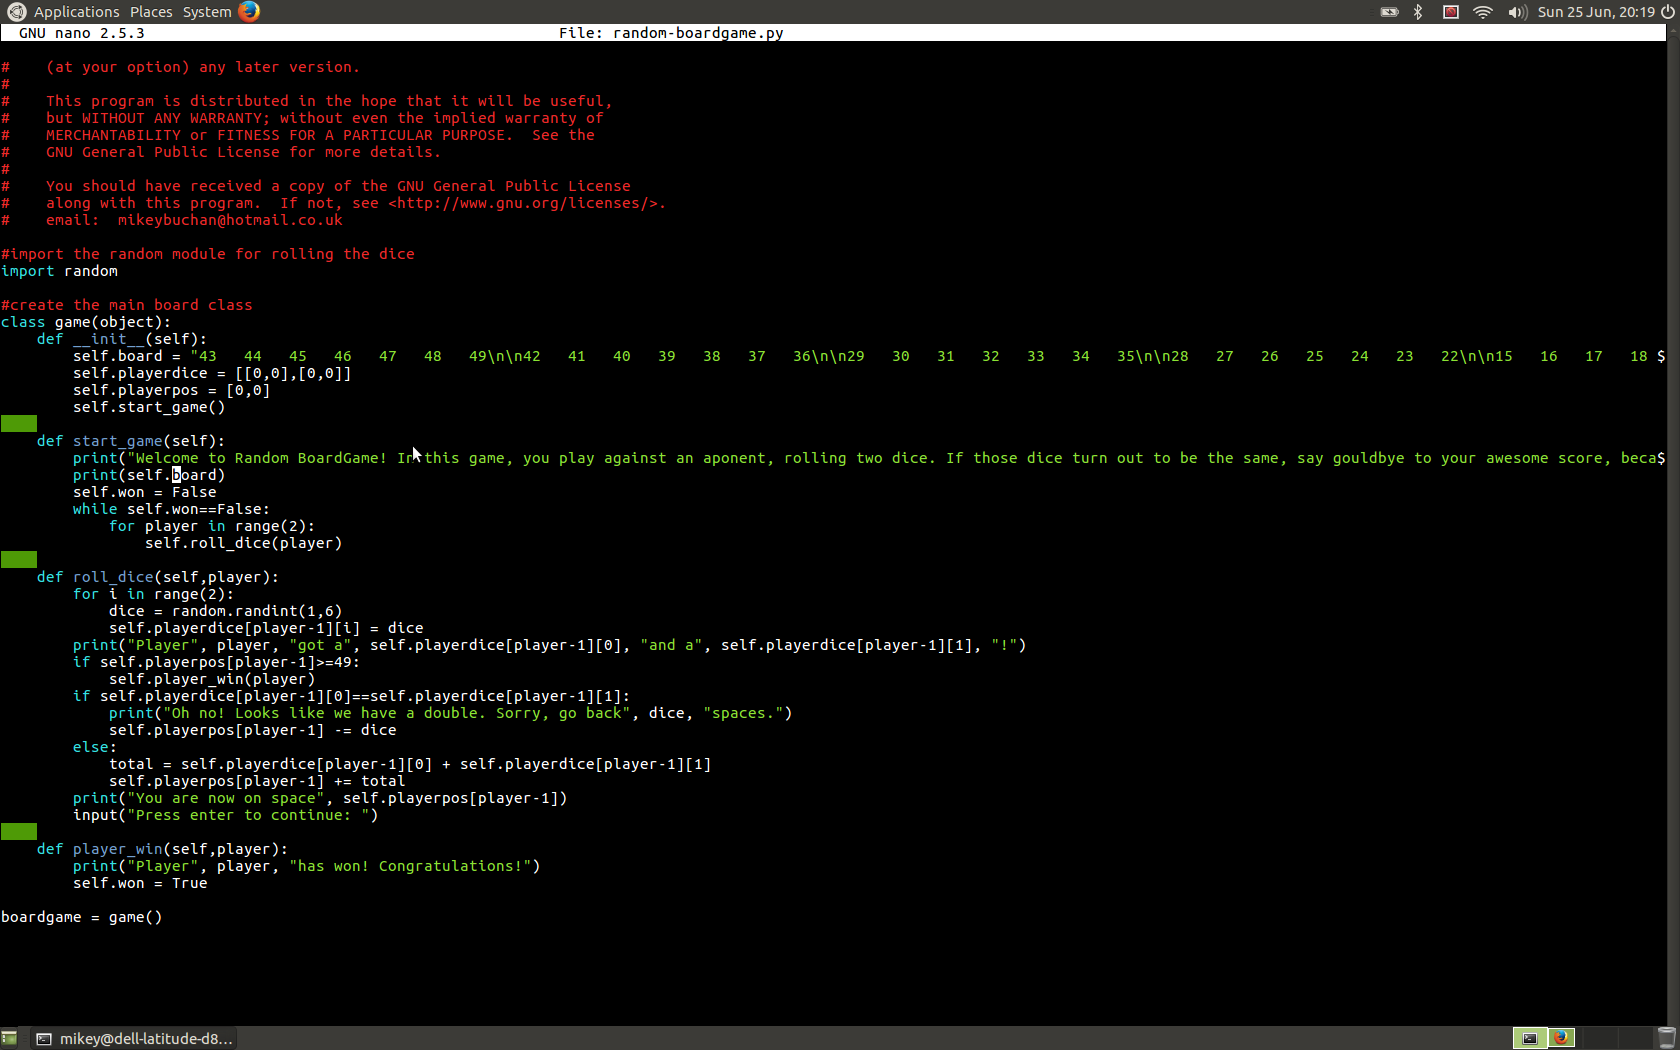 Applications Places System Sun 25 Jun, 20:19
GNU nano 2.5.3 File: random-boardgame.py
#    (at your option) any later version.
#
#    This program is distributed in the hope that it will be useful,
#    but WITHOUT ANY WARRANTY; without even the implied warranty of
#    MERCHANTABILITY or FITNESS FOR A PARTICULAR PURPOSE.  See the
#    GNU General Public License for more details.
#
#    You should have received a copy of the GNU General Public License
#    along with this program.  If not, see <http://www.gnu.org/licenses/>.
#    email:  mikeybuchan@hotmail.co.uk

#import the random module for rolling the dice
import random

#create the main board class
class game(object):
    def __init__(self):
        self.board = "43   44   45   46   47   48   49\n\n42   41   40   39   38   37   36\n\n29   30   31   32   33   34   35\n\n28   27   26   25   24   23   22\n\n15   16   17   18 $
        self.playerdice = [[0,0],[0,0]]
        self.playerpos = [0,0]
        self.start_game()

    def start_game(self):
        print("Welcome to Random BoardGame! In this game, you play against an aponent, rolling two dice. If those dice turn out to be the same, say gouldbye to your awesome score, beca$
        print(self.board)
        self.won = False
        while self.won==False:
            for player in range(2):
                self.roll_dice(player)

    def roll_dice(self,player):
        for i in range(2):
            dice = random.randint(1,6)
            self.playerdice[player-1][i] = dice
        print("Player", player, "got a", self.playerdice[player-1][0], "and a", self.playerdice[player-1][1], "!")
        if self.playerpos[player-1]>=49:
            self.player_win(player)
        if self.playerdice[player-1][0]==self.playerdice[player-1][1]:
            print("Oh no! Looks like we have a double. Sorry, go back", dice, "spaces.")
            self.playerpos[player-1] -= dice
        else:
            total = self.playerdice[player-1][0] + self.playerdice[player-1][1]
            self.playerpos[player-1] += total
        print("You are now on space", self.playerpos[player-1])
        input("Press enter to continue: ")

    def player_win(self,player):
        print("Player", player, "has won! Congratulations!")
        self.won = True

boardgame = game()
mikey@dell-latitude-d8...